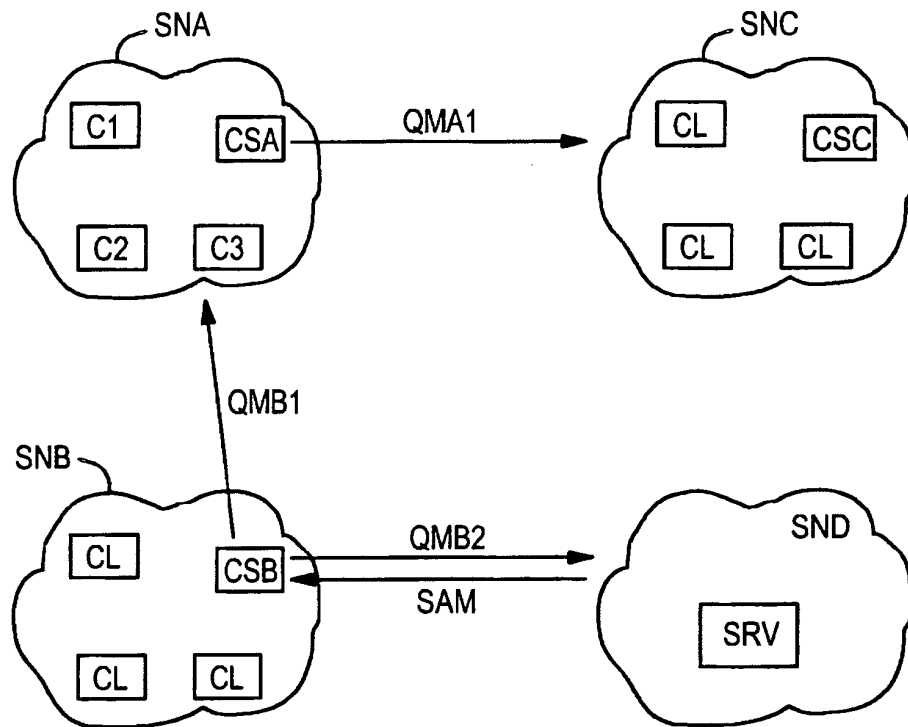 SNA
SNC
C1
CSA
QMA1
CL
CSC
C2
C3
CL
CL
QMB1
SNB
SND
CL
CSB
QMB2
SAM
SRV
CL
CL